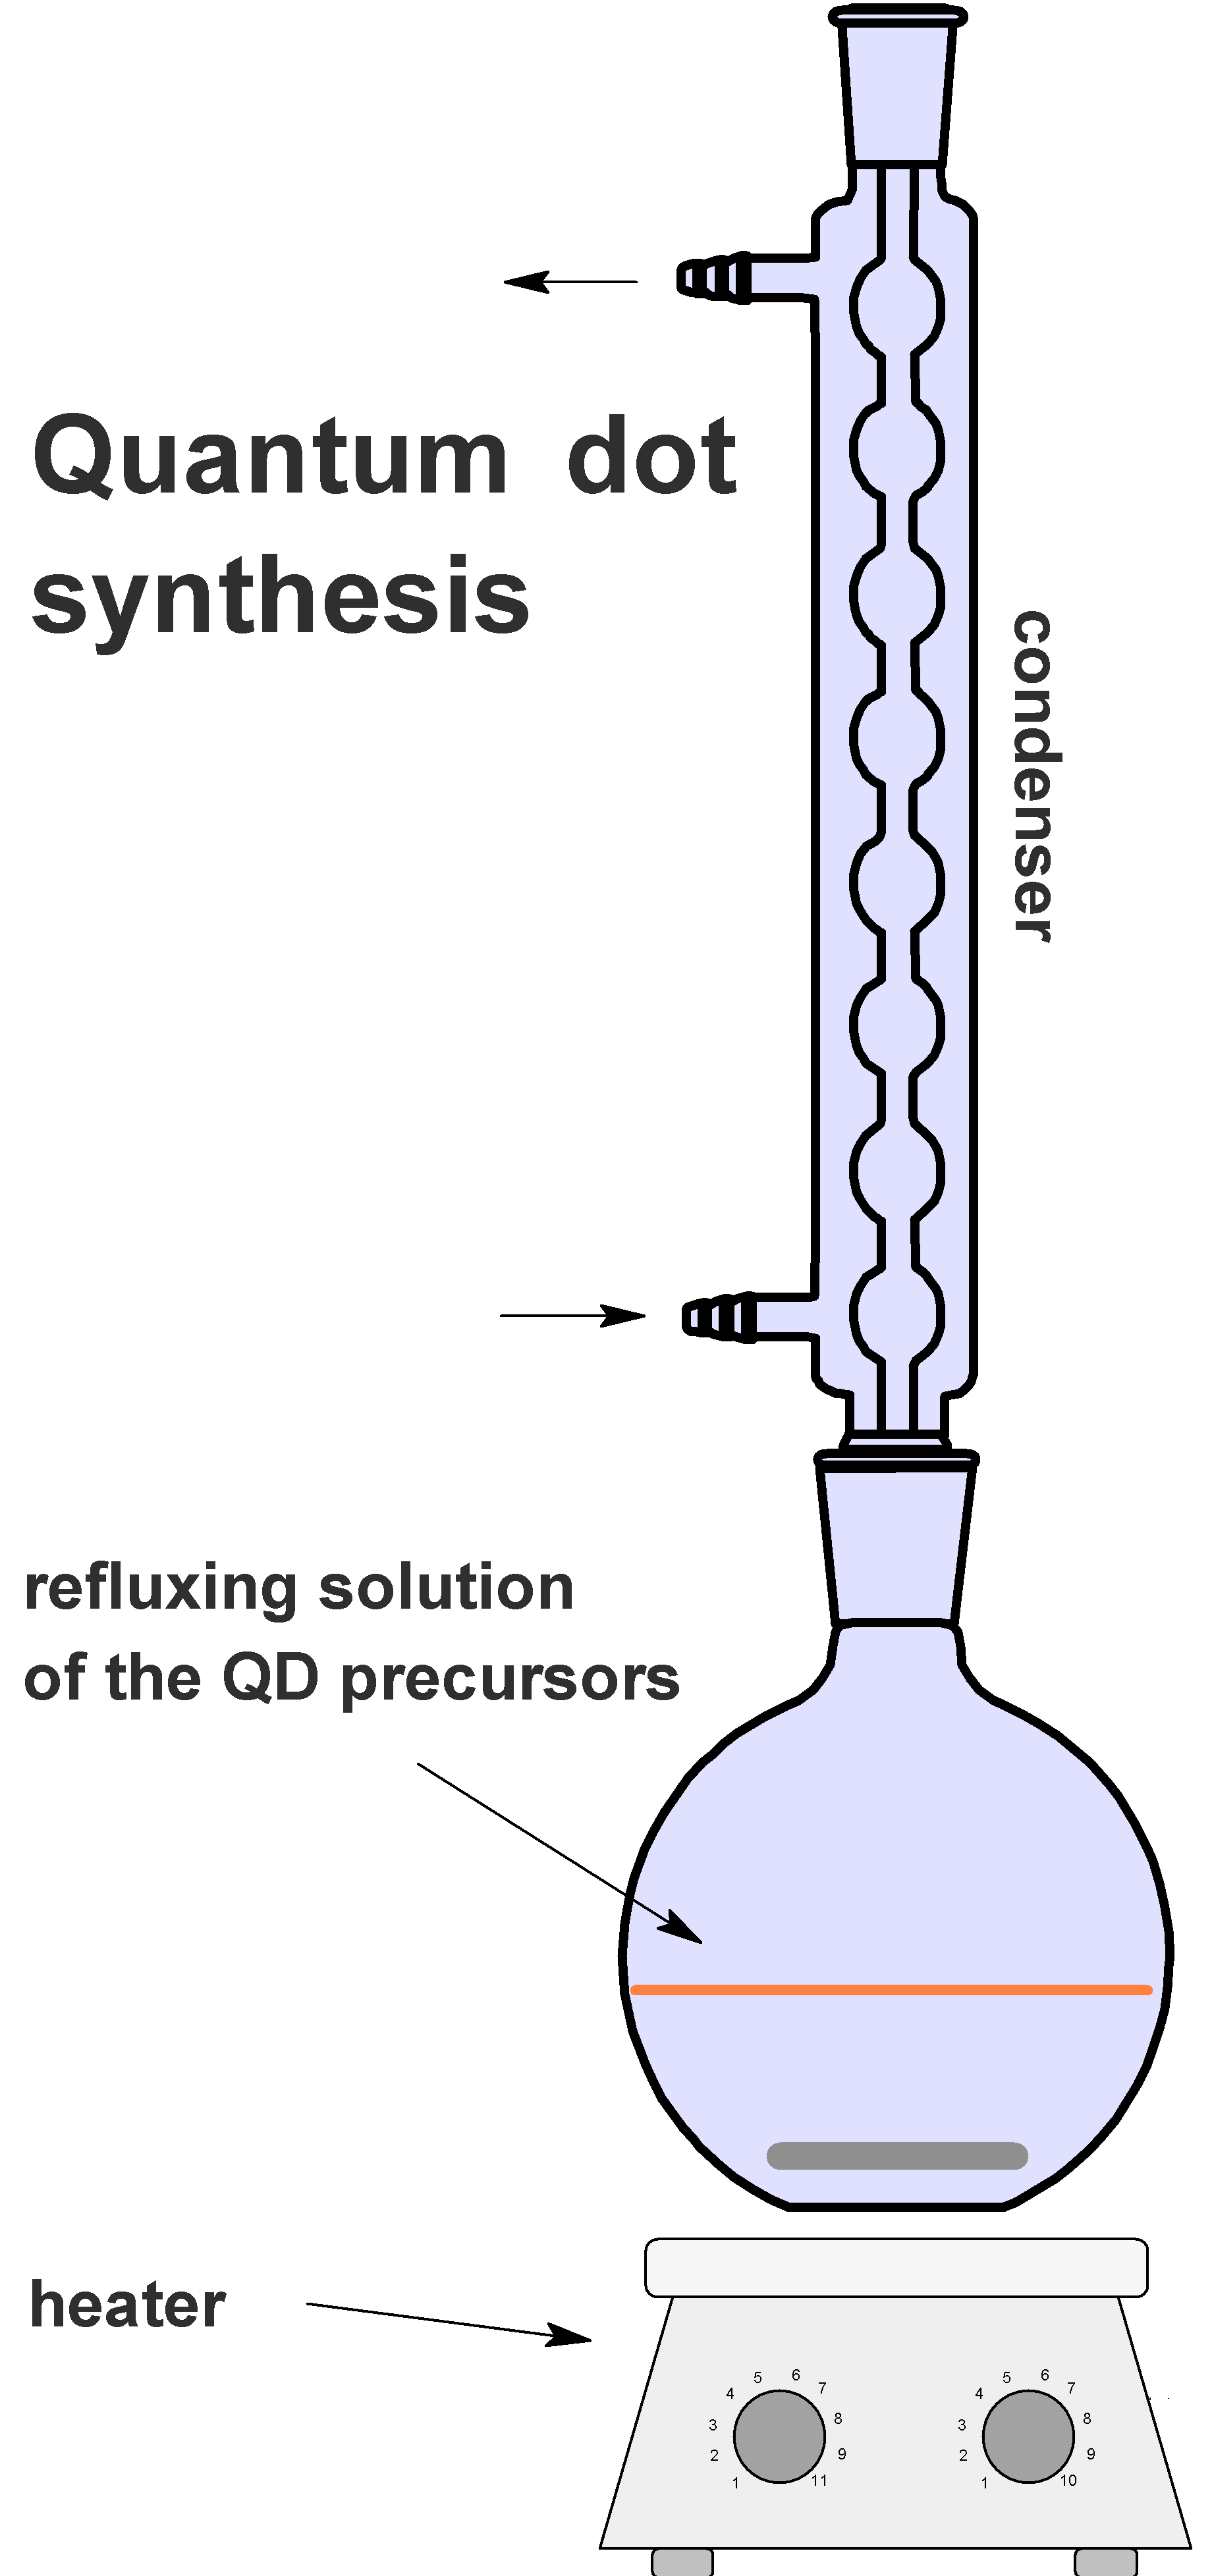 Quantum dot
synthesis
condenser
refluxing solution
of the QD precursors
heater
1 2 3 4 5 6 7 8 9 11
1 2 3 4 5 6 7 8 9 10